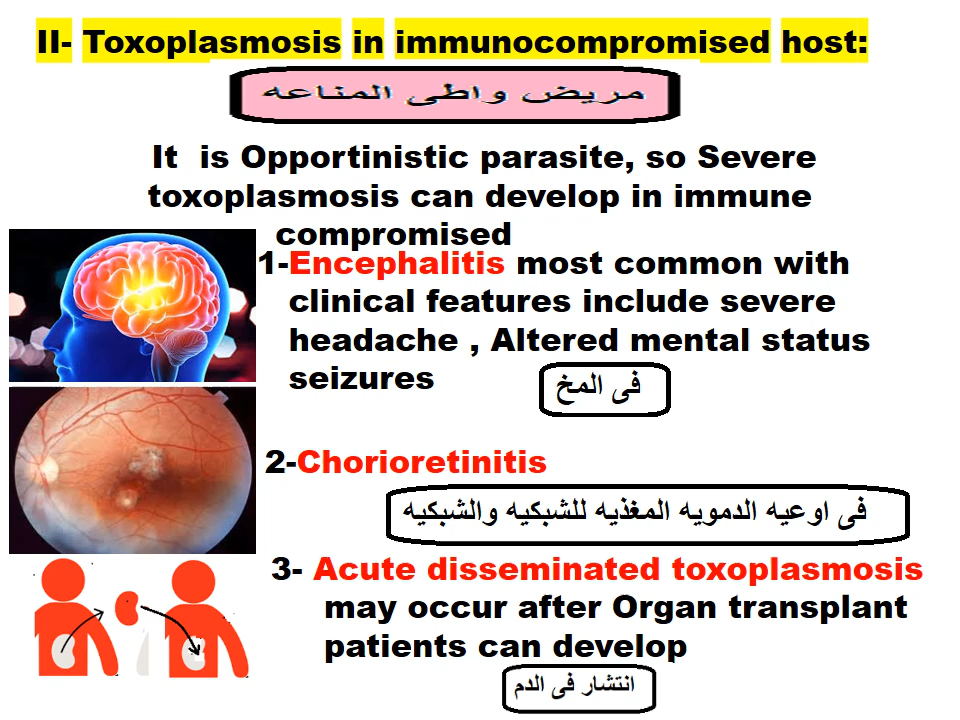 II- Toxoplasmosis in immunocompromised host:
مريض واطى المناعه
It is Opportinistic parasite, so Severe
toxoplasmosis can develop in immune
compromised
1-Encephalitis most common with
clinical features include severe
headache , Altered mental status
seizures
فى المخ
2-Chorioretinitis
فى اوعيه الدمويه المغذيه للشبكيه والشبكيه
3- Acute disseminated toxoplasmosis
may occur after Organ transplant
patients can develop
انتشار فى الدم